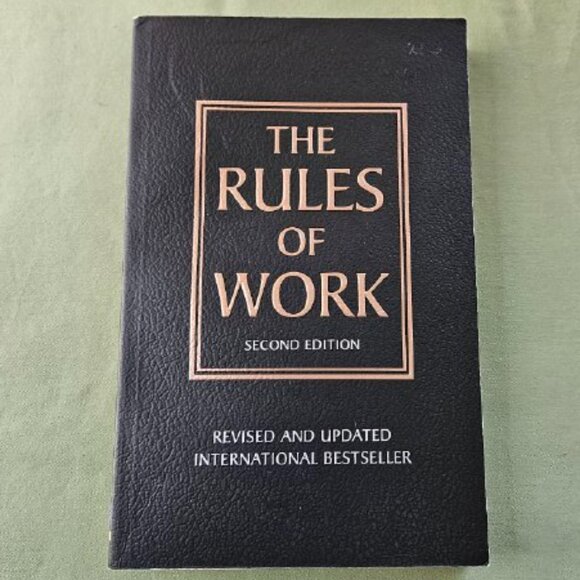 THE
RULES
OF
WORK
SECOND EDITION
REVISED AND UPDATED
INTERNATIONAL BESTSELLER